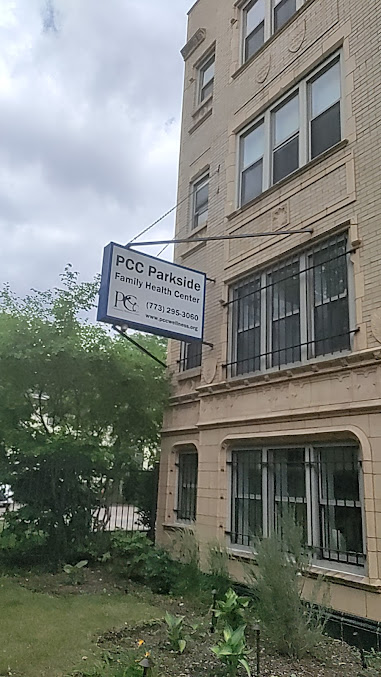 PCC Parkside
Family Health Center
PCC
(773) 295-3060
www.pccwellness.org